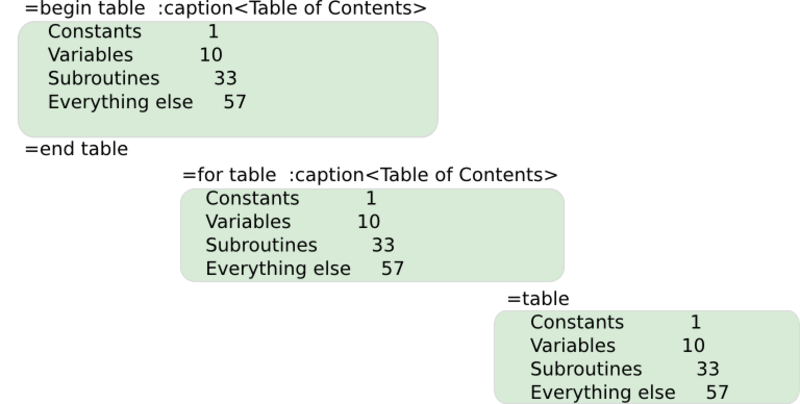 =begin table  :caption<Table of Contents>
Constants            1
Variables            10
Subroutines          33
Everything else      57
=end table
=for table  :caption<Table of Contents>
Constants            1
Variables            10
Subroutines          33
Everything else      57
=table
Constants            1
Variables            10
Subroutines          33
Everything else      57